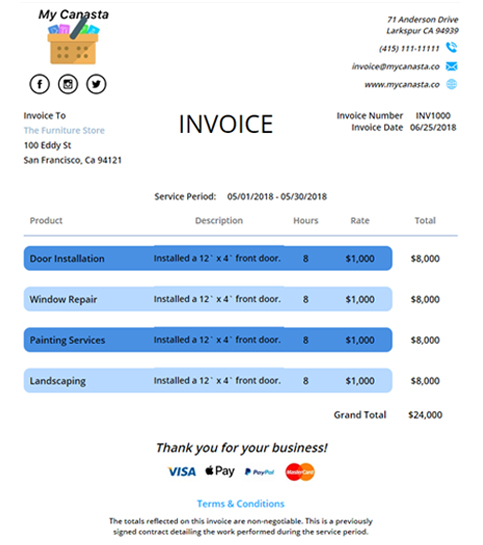 My Canasta
71 Anderson Drive
Larkspur CA 94939
(415) 111-11111
invoice@mycanasta.co
www.mycanasta.co
Invoice To
The Furniture Store
100 Eddy St
San Francisco, Ca 94121
INVOICE
Invoice Number INV1000
Invoice Date 06/25/2018
Service Period: 05/01/2018 - 05/30/2018
Product Description Hours Rate Total
Door Installation Installed a 12` x 4` front door. 8 $1,000 $8,000
Window Repair Installed a 12` x 4` front door. 8 $1,000 $8,000
Painting Services Installed a 12` x 4` front door. 8 $1,000 $8,000
Landscaping Installed a 12` x 4` front door. 8 $1,000 $8,000
Grand Total $24,000
Thank you for your business!
VISA Pay PayPal MasterCard
Terms & Conditions
The totals reflected on this invoice are non-negotiable. This is a previously
signed contract detailing the work performed during the service period.